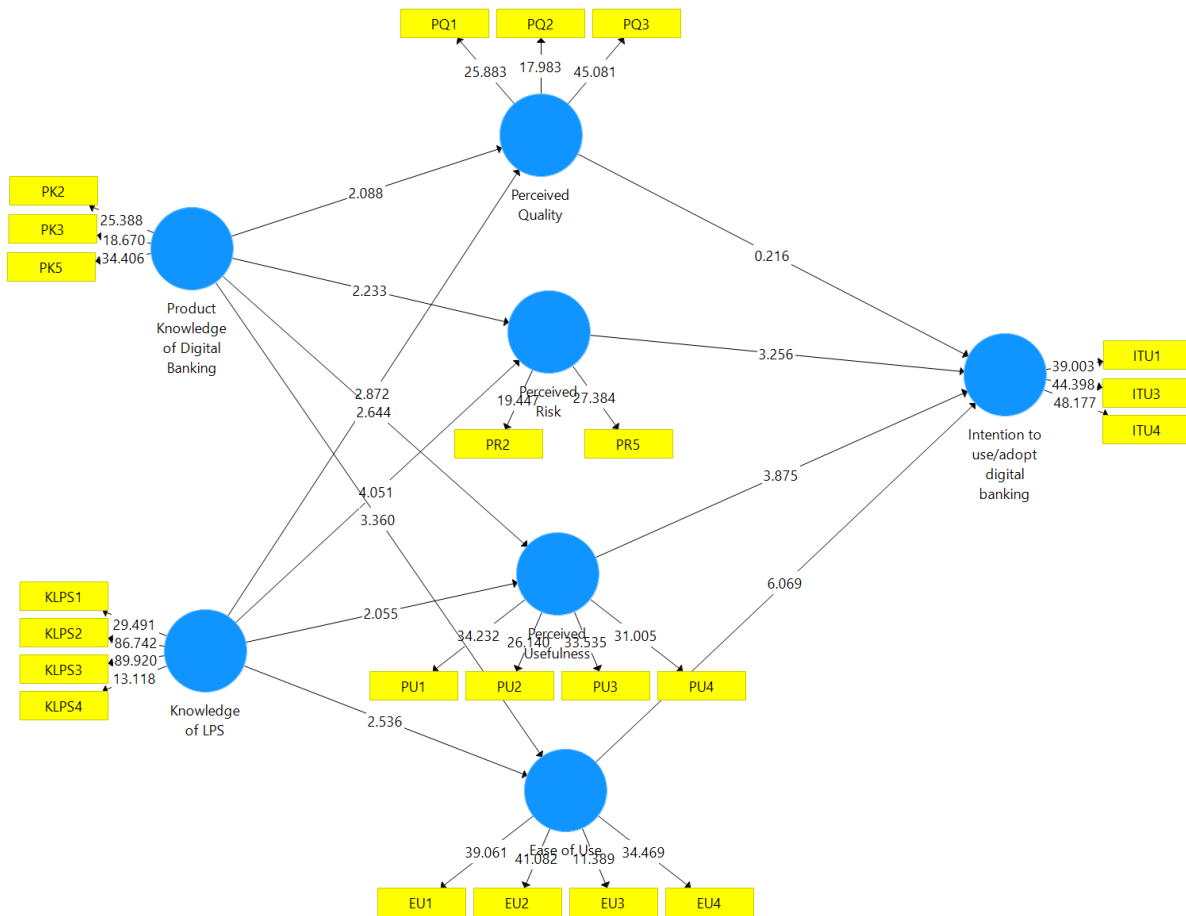 PQ1 PQ2 PQ3
25.883 17.983 45.081
Perceived
Quality
PK2
PK3
PK5
25.388
18.670
34.406
Product
Knowledge
of Digital
Banking
2.088
2.233
2.872
2.644
0.216
3.256
Perceived
Risk
19.447 27.384
PR2 PR5
ITU1
ITU3
ITU4
39.003
44.398
48.177
Intention to
use/adopt
digital
banking
4.051
3.360
3.875
6.069
KLPS1
KLPS2
KLPS3
KLPS4
29.491
86.742
89.920
13.118
Knowledge
of LPS
2.055
2.536
Perceived
Usefulness
34.232 26.140 33.535 31.005
PU1 PU2 PU3 PU4
Ease of Use
39.061 41.082 11.389 34.469
EU1 EU2 EU3 EU4